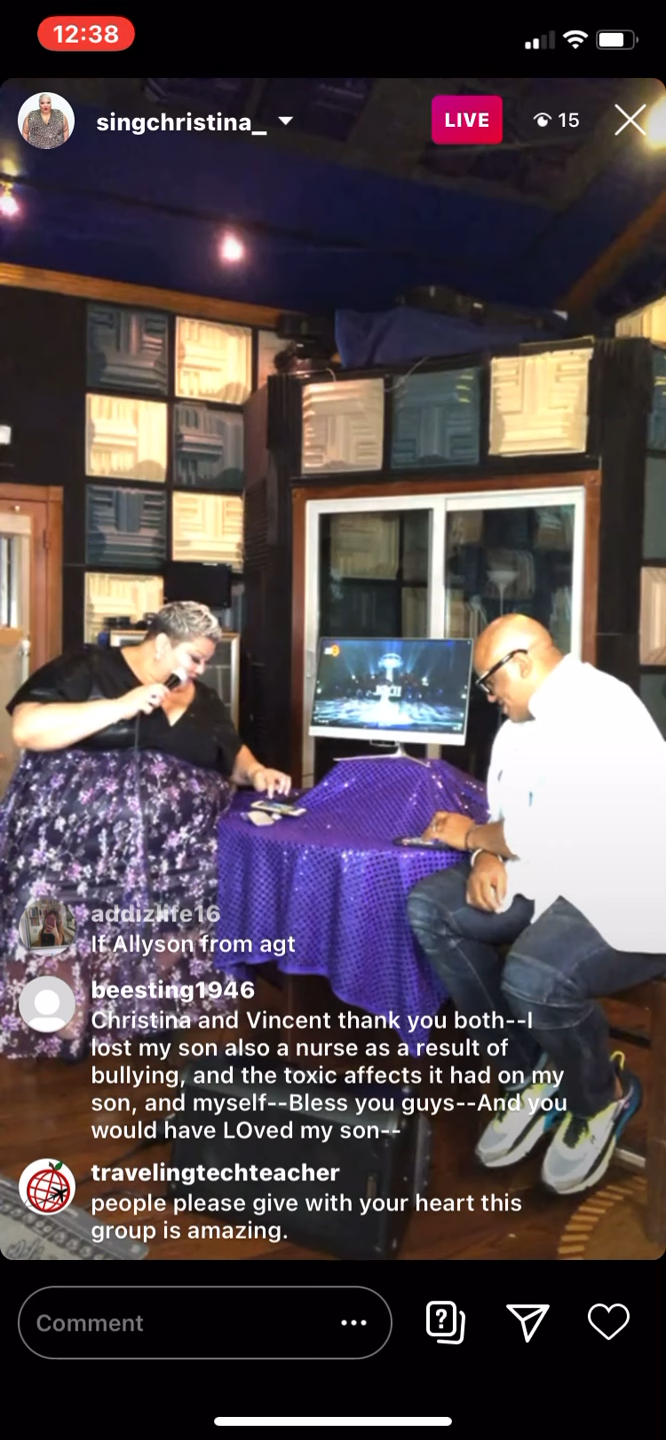 12:38
singchristina_
LIVE
15
addizlife16
If Allyson from agt
beesting1946
Christina and Vincent thank you both--I
lost my son also a nurse as a result of
bullying, and the toxic affects it had on my
son, and myself--Bless you guys--And you
would have LOved my son--
travelingtechteacher
people please give with your heart this
group is amazing.
Comment